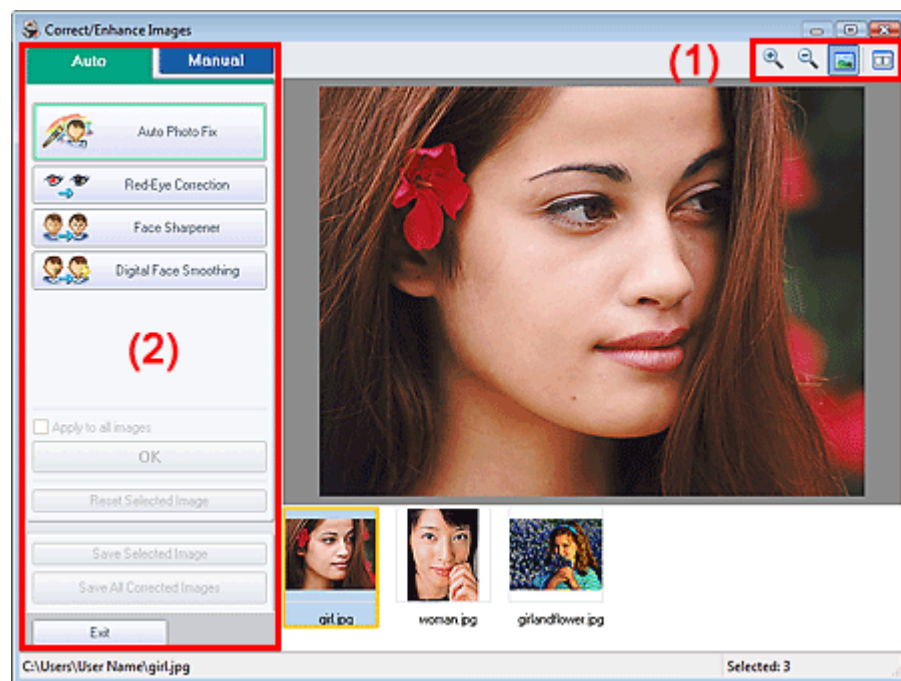 Correct/Enhance Images
Auto
Manual
(1)
Auto Photo Fix
Red-Eye Correction
Face Sharpener
Digital Face Smoothing
(2)
Apply to all images
OK
Reset Selected Image
Save Selected Image
Save All Corrected Images
Exit
girl.jpg
woman.jpg
girlandflower.jpg
C:\Users\User Name\girl.jpg
Selected: 3